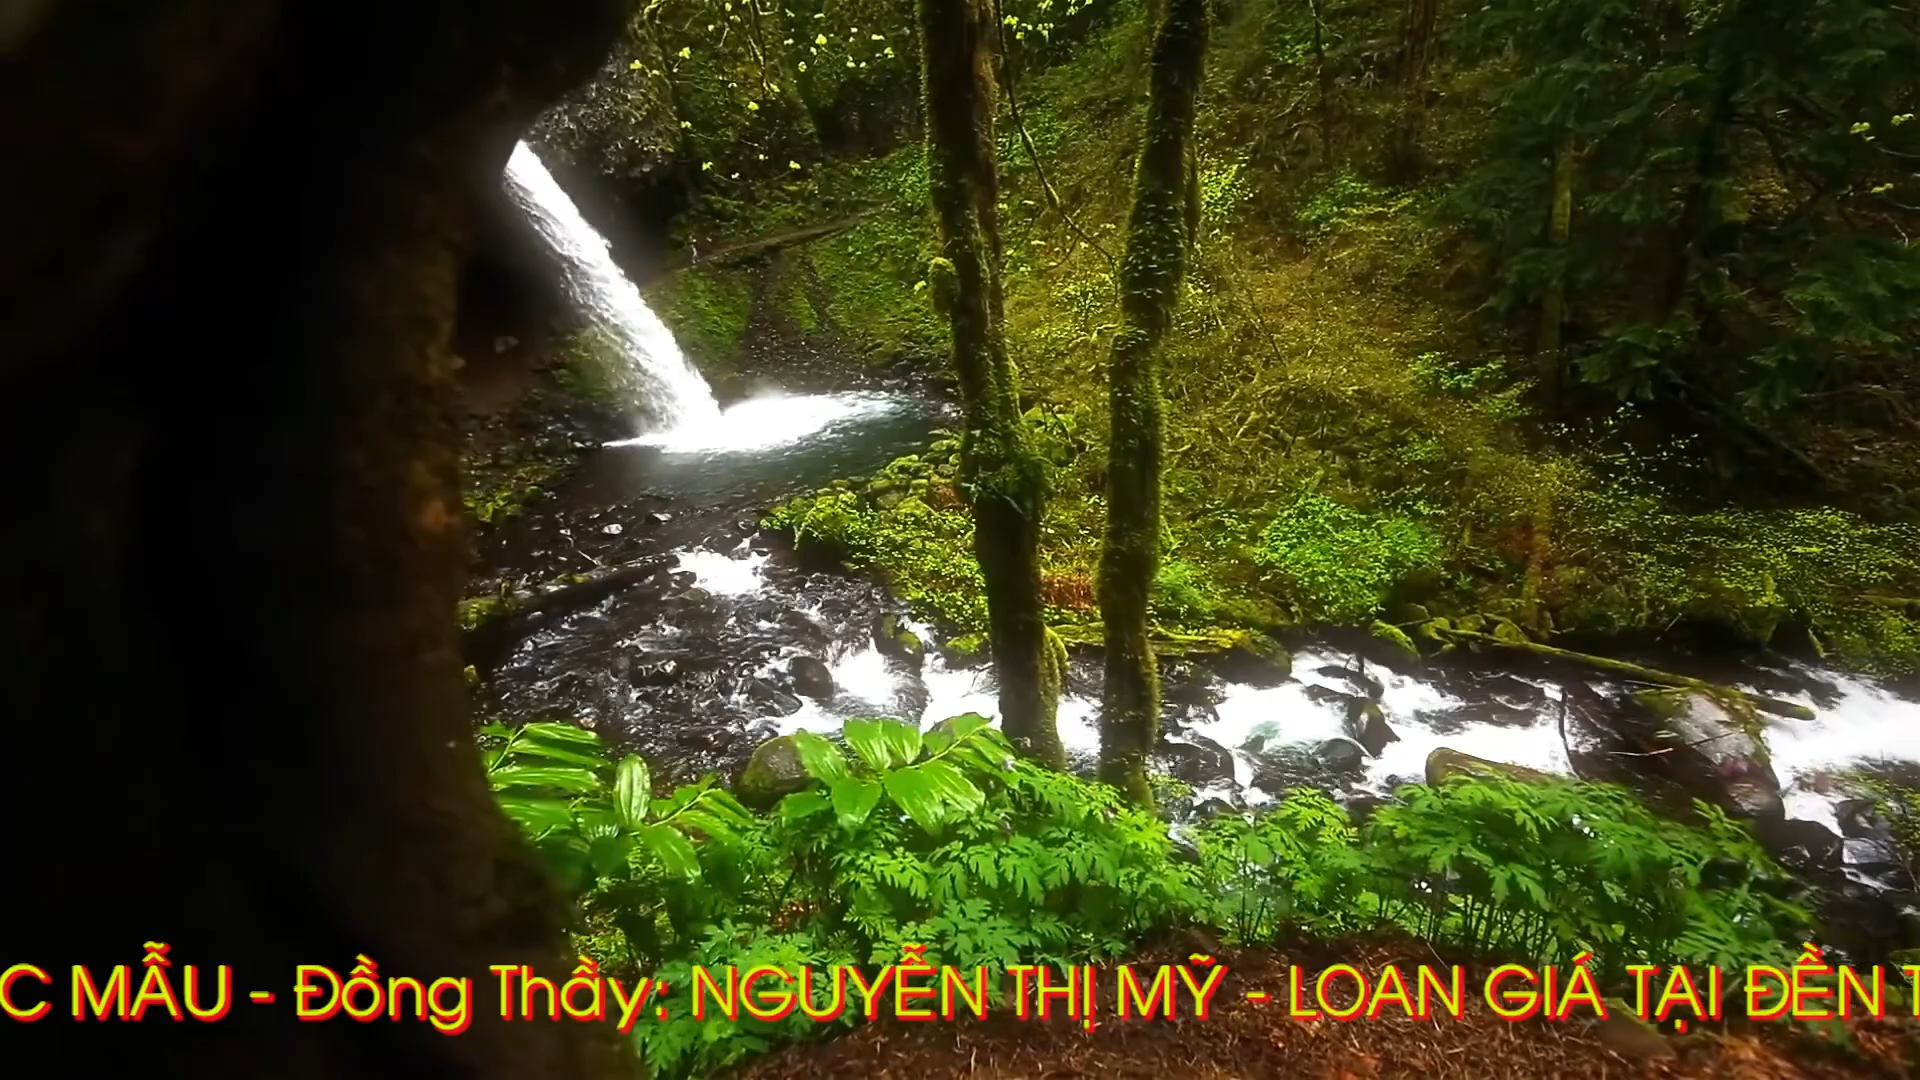 C MẪU - Đồng Thầy: NGUYỄN THỊ MỸ - LOAN GIÁ TẠI ĐỀN T